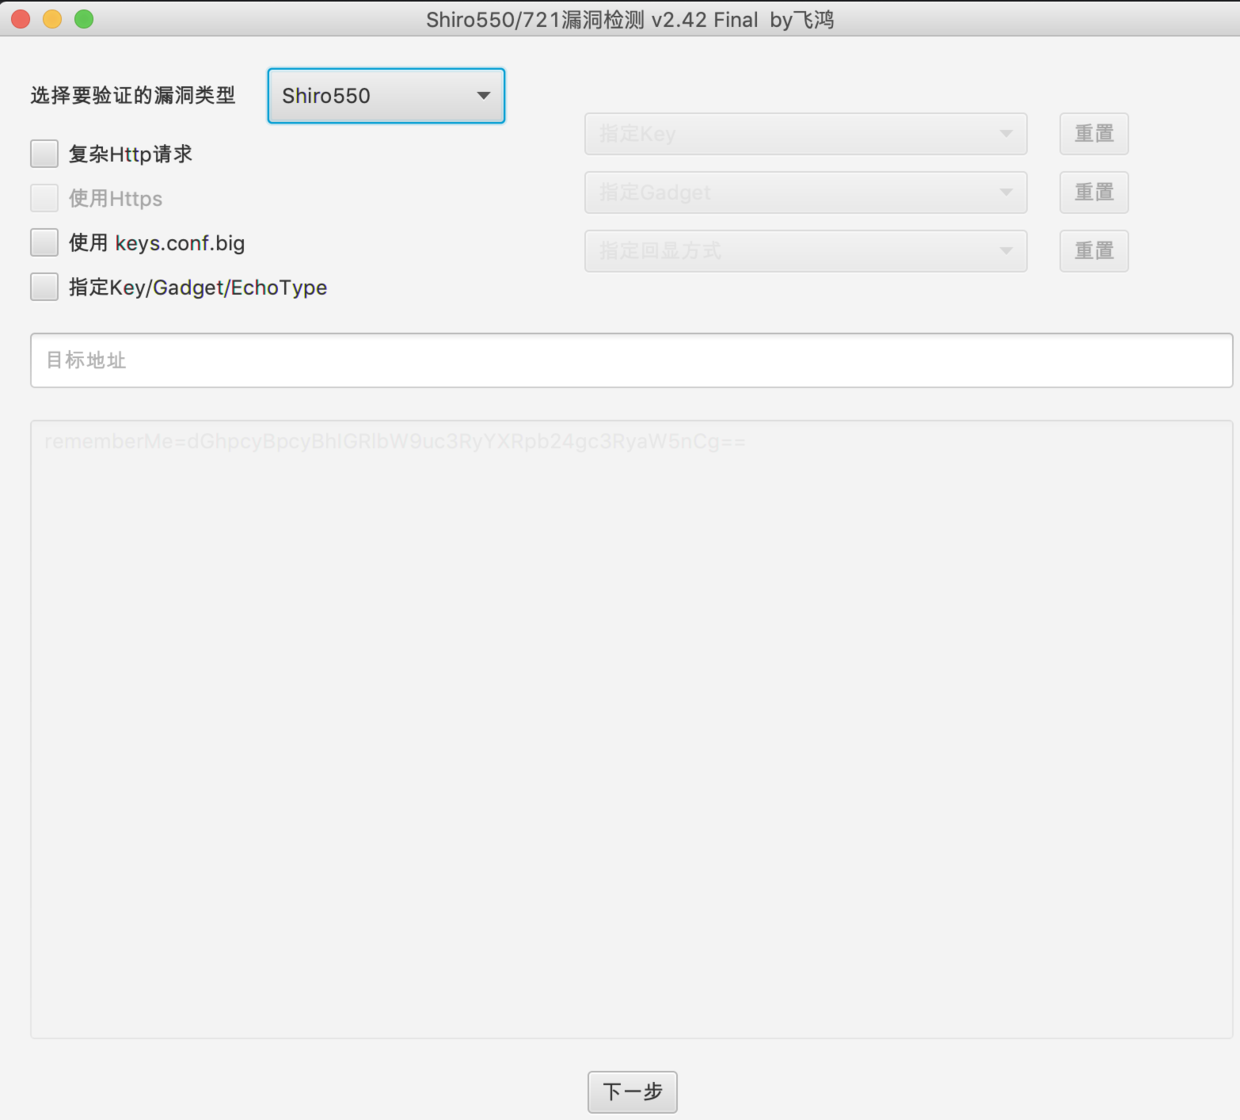 Shiro550/721漏洞检测 v2.42 Final by飞鸿
选择要验证的漏洞类型
Shiro550
复杂Http请求
使用Https
使用 keys.conf.big
指定Key/Gadget/EchoType
指定Key
重置
指定Gadget
重置
指定回显方式
重置
目标地址
rememberMe=dGhpcyBpcyBhIGRlbW9uc3RyYXRpb24gc3RyaW5nCg==
下一步